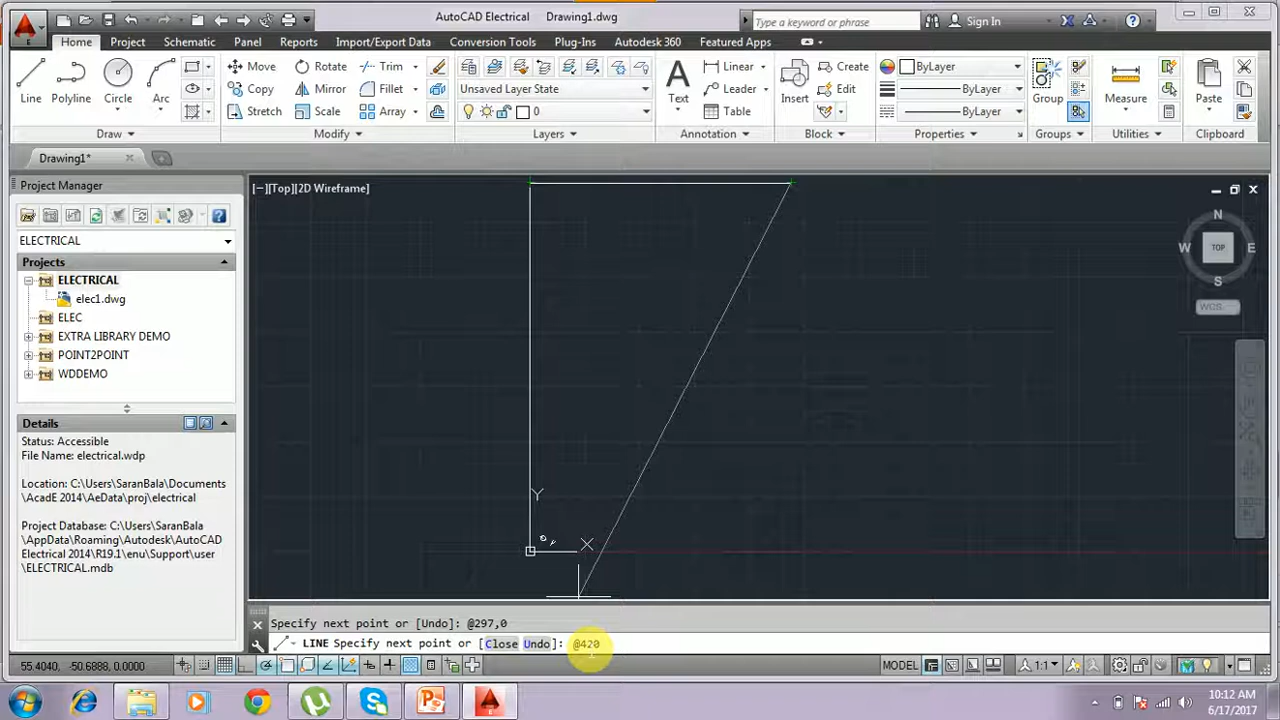 AutoCAD Electrical Drawing1.dwg
Type a keyword or phrase
Sign In
Home Project Schematic Panel Reports Import/Export Data Conversion Tools Plug-Ins Autodesk 360 Featured Apps
Line Polyline Circle Arc
Move Rotate Trim
Copy Mirror Fillet
Stretch Scale Array
Unsaved Layer State
0
Text
Linear
Leader
Table
Insert
Create
Edit
ByLayer
ByLayer
ByLayer
Group
Measure
Paste
Draw Modify Layers Annotation Block Properties Groups Utilities Clipboard
Drawing1*
Project Manager
ELECTRICAL
Projects
ELECTRICAL
elec1.dwg
ELEC
EXTRA LIBRARY DEMO
POINT2POINT
WDDEMO
Details
Status: Accessible
File Name: electrical.wdp
Location: C:\Users\SaranBala\Documents
\AcadE 2014\AeData\proj\electrical
Project Database: C:\Users\SaranBala
\AppData\Roaming\Autodesk\AutoCAD
Electrical 2014\R19.1\enu\Support\user
\ELECTRICAL.mdb
[−][Top][2D Wireframe]
N
W TOP E
S
WCS
Y
X
Specify next point or [Undo]: @297,0
LINE Specify next point or [Close Undo]: @420
55.4040, -50.6888, 0.0000
MODEL
1:1
10:12 AM
6/17/2017